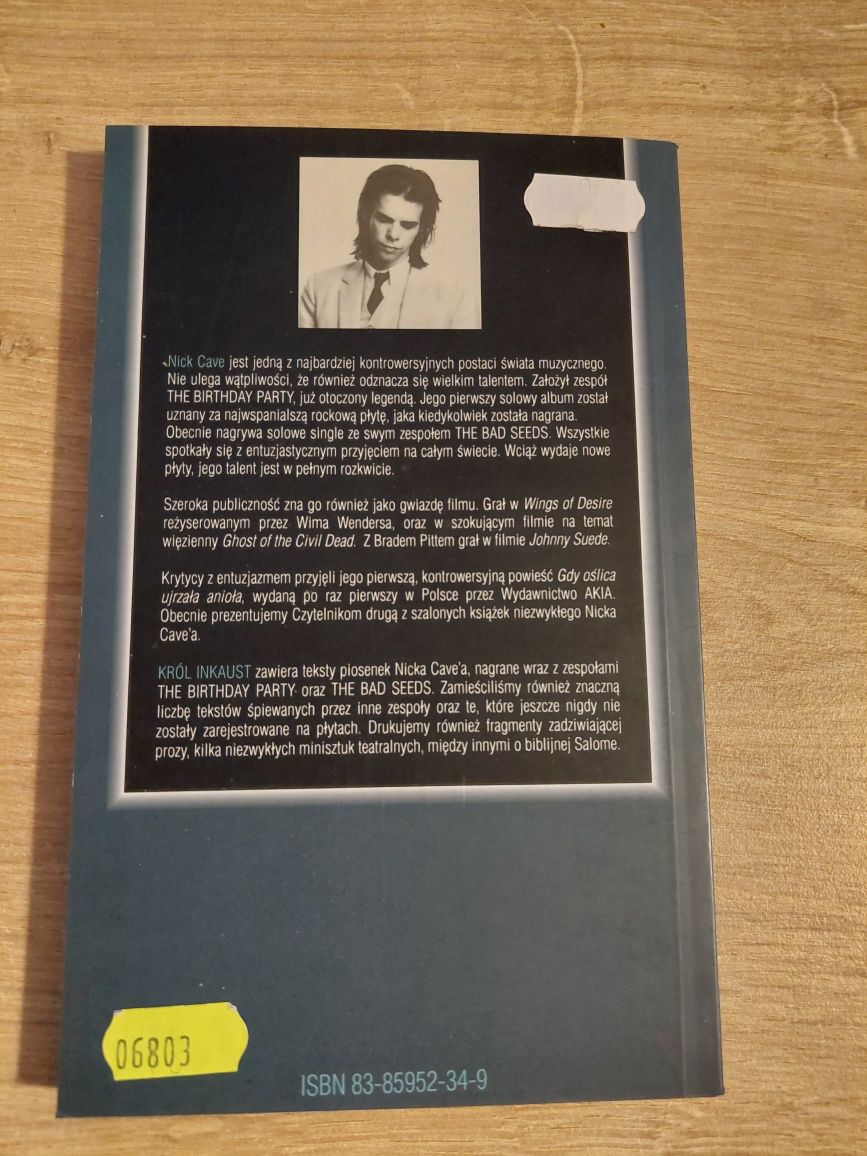 Nick Cave jest jedną z najbardziej kontrowersyjnych postaci świata muzycznego.
Nie ulega wątpliwości, że również odznacza się wielkim talentem. Założył zespół
THE BIRTHDAY PARTY, już otoczony legendą. Jego pierwszy solowy album został
uznany za najwspanialszą rockową płytę, jaka kiedykolwiek została nagrana.
Obecnie nagrywa solowe single ze swym zespołem THE BAD SEEDS. Wszystkie
spotkały się z entuzjastycznym przyjęciem na całym świecie. Wciąż wydaje nowe
płyty, jego talent jest w pełnym rozkwicie.
Szeroka publiczność zna go również jako gwiazdę filmu. Grał w Wings of Desire
reżyserowanym przez Wima Wendersa, oraz w szokującym filmie na temat
więzienny Ghost of the Civil Dead. Z Bradem Pittem grał w filmie Johnny Suede.
Krytycy z entuzjazmem przyjęli jego pierwszą, kontrowersyjną powieść Gdy oślica
ujrzała anioła, wydaną po raz pierwszy w Polsce przez Wydawnictwo AKIA.
Obecnie prezentujemy Czytelnikom drugą z szalonych książek niezwykłego Nicka
Cave'a.
KRÓL INKAUST zawiera teksty piosenek Nicka Cave'a, nagrane wraz z zespołami
THE BIRTHDAY PARTY oraz THE BAD SEEDS. Zamieściliśmy również znaczną
liczbę tekstów śpiewanych przez inne zespoły oraz te, które jeszcze nigdy nie
zostały zarejestrowane na płytach. Drukujemy również fragmenty zadziwiającej
prozy, kilka niezwykłych minisztuk teatralnych, między innymi o biblijnej Salome.
06803
ISBN 83-85952-34-9